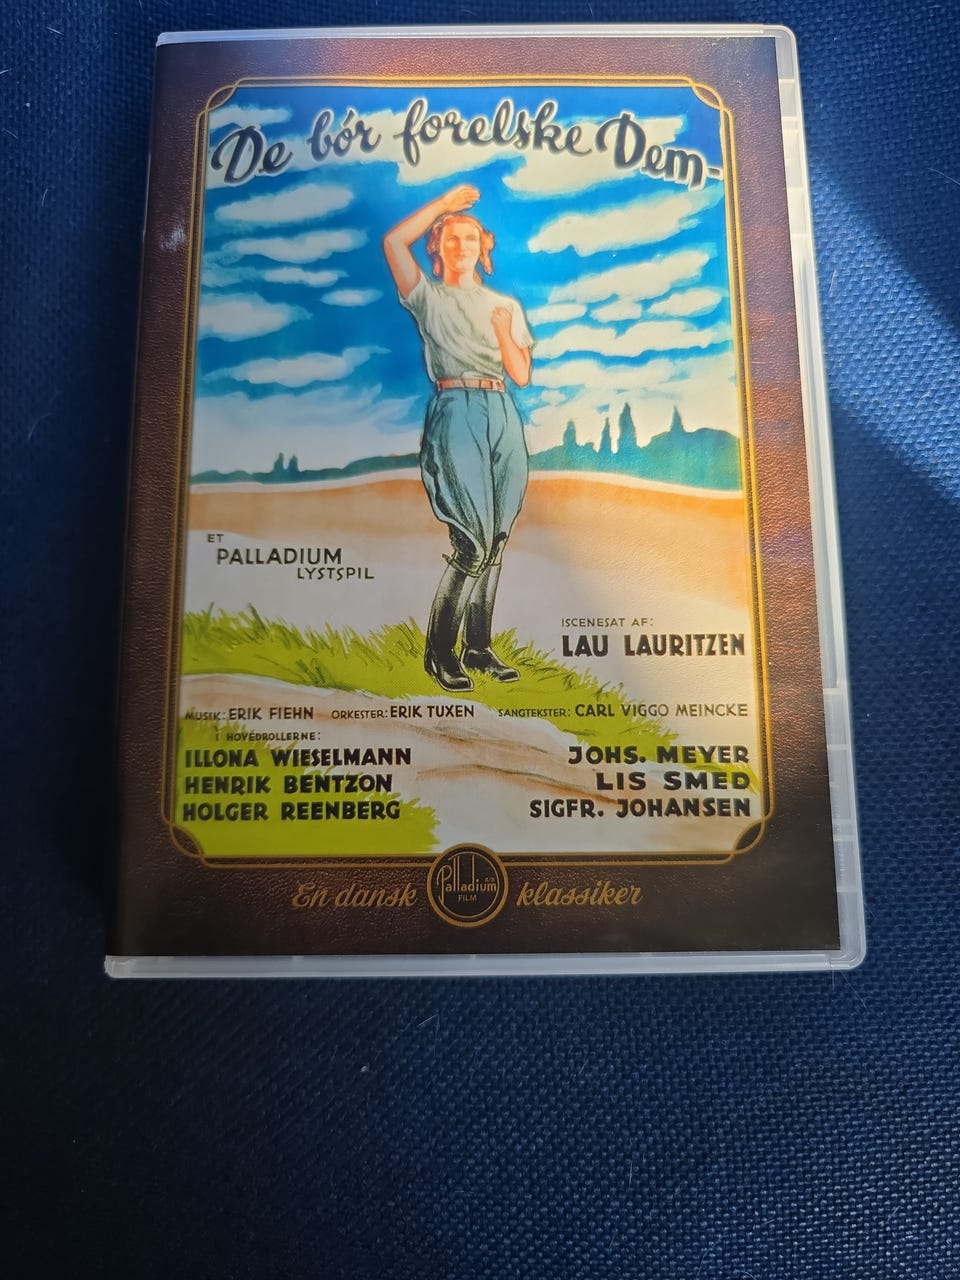 De bör forelske Dem-
ET
PALLADIUM
LYSTSPIL
ISCENESAT AF:
LAU LAURITZEN
MUSIK: ERIK FIEHN ORKESTER: ERIK TUXEN SANGTEKSTER: CARL VIGGO MEINCKE
I HOVEDROLLERNE:
ILLONA WIESELMANN
HENRIK BENTZON
HOLGER REENBERG
JOHS. MEYER
LIS SMED
SIGFR. JOHANSEN
En dansk klassiker
A/S
Palladium
FILM